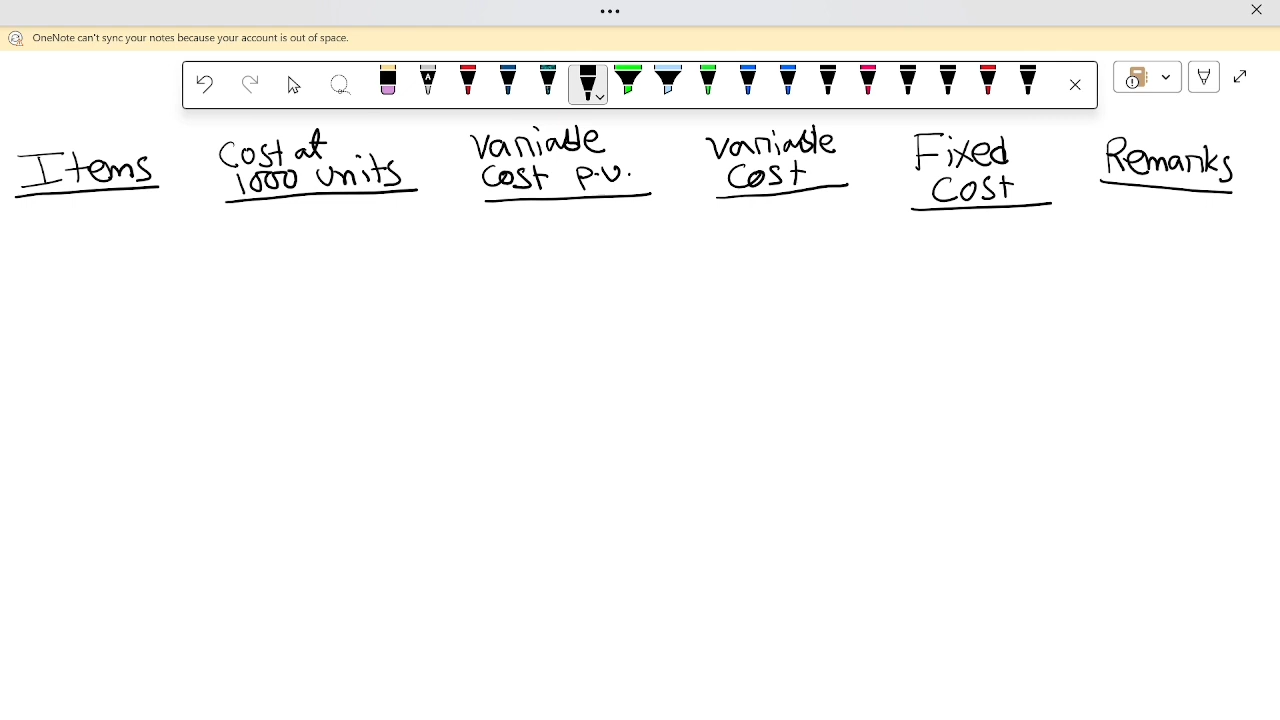 OneNote can't sync your notes because your account is out of space.
A
Items
Cost at
1000 units
Variable
Cost p.u.
Variable
Cost
Fixed
Cost
Remarks